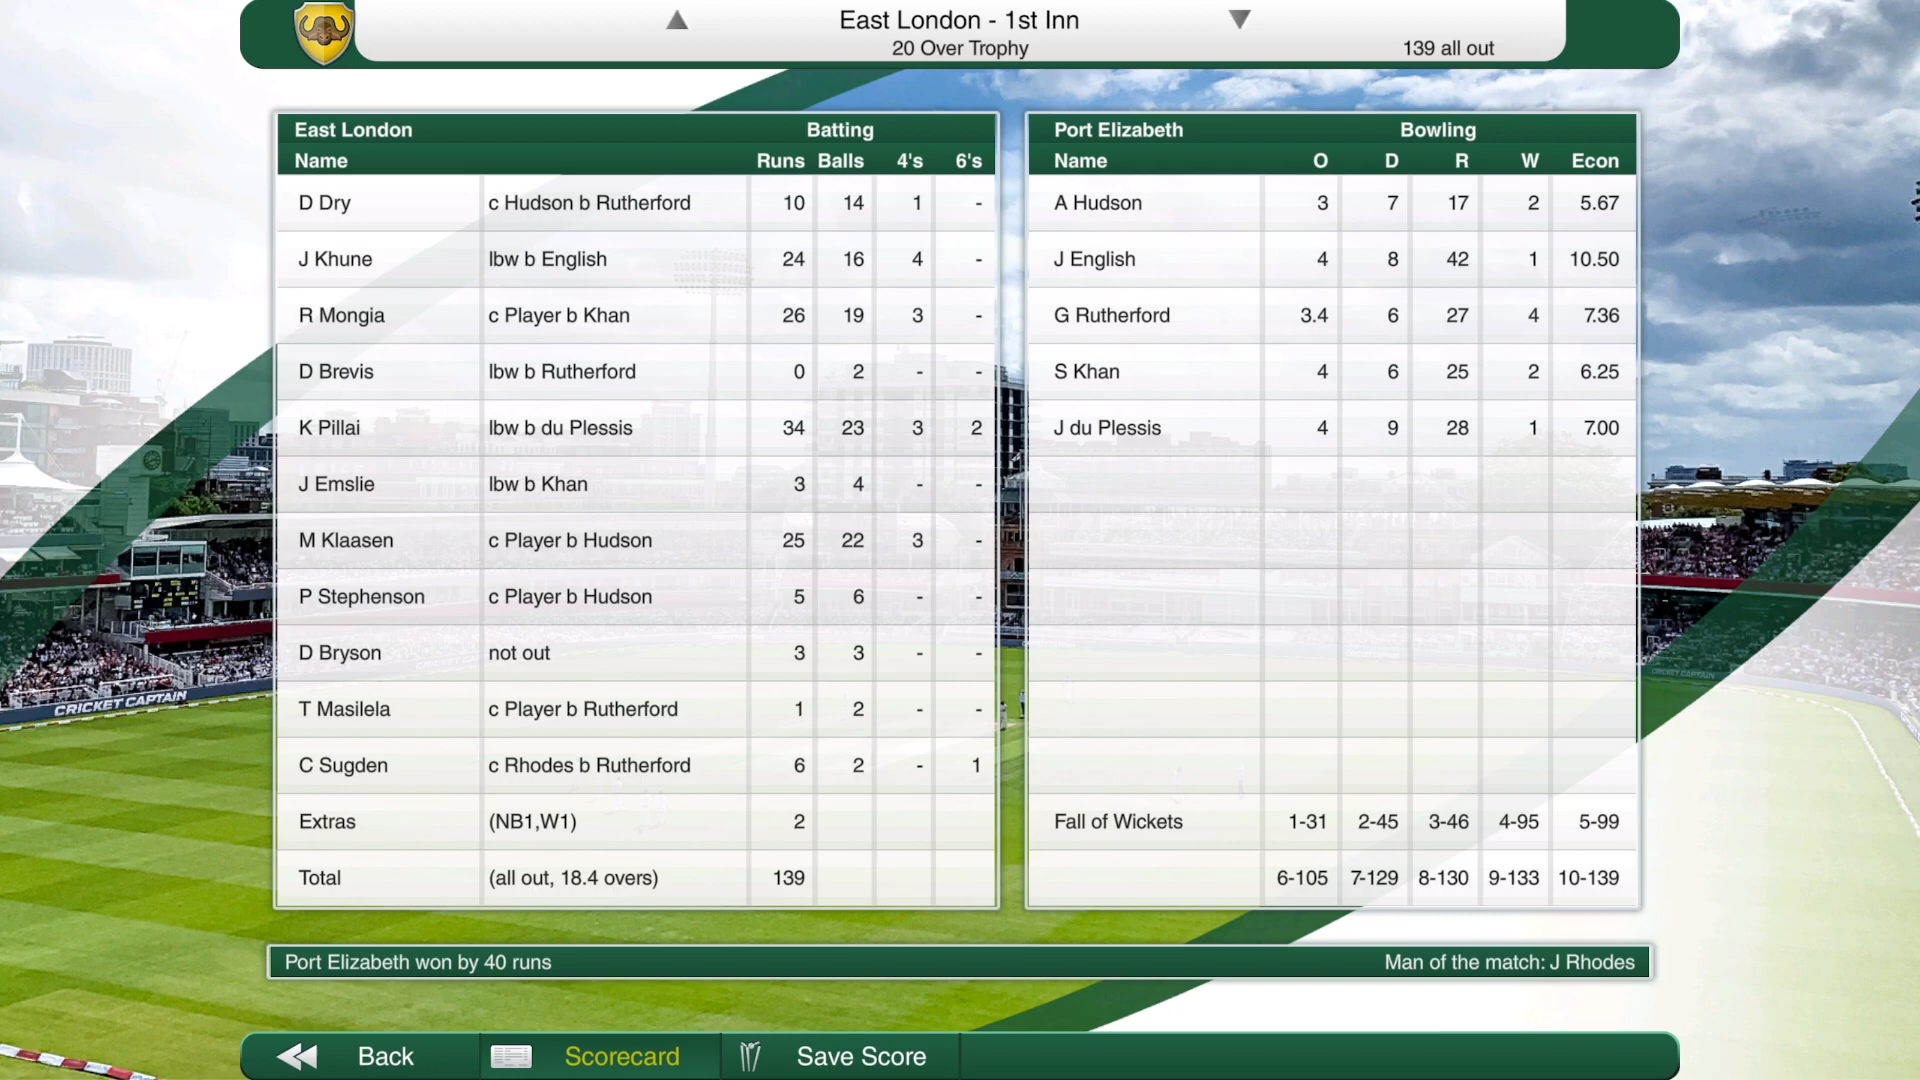 East London - 1st Inn
20 Over Trophy
139 all out
East London Batting
Name Runs Balls 4's 6's
D Dry c Hudson b Rutherford 10 14 1 -
J Khune lbw b English 24 16 4 -
R Mongia c Player b Khan 26 19 3 -
D Brevis lbw b Rutherford 0 2 - -
K Pillai lbw b du Plessis 34 23 3 2
J Emslie lbw b Khan 3 4 - -
M Klaasen c Player b Hudson 25 22 3 -
P Stephenson c Player b Hudson 5 6 - -
D Bryson not out 3 3 - -
T Masilela c Player b Rutherford 1 2 - -
C Sugden c Rhodes b Rutherford 6 2 - 1
Extras (NB1,W1) 2
Total (all out, 18.4 overs) 139
Port Elizabeth Bowling
Name O D R W Econ
A Hudson 3 7 17 2 5.67
J English 4 8 42 1 10.50
G Rutherford 3.4 6 27 4 7.36
S Khan 4 6 25 2 6.25
J du Plessis 4 9 28 1 7.00
Fall of Wickets 1-31 2-45 3-46 4-95 5-99
6-105 7-129 8-130 9-133 10-139
CRICKET CAPTAIN
CRICKET CAPTAIN
CRICKET CAPTAIN
Port Elizabeth won by 40 runs
Man of the match: J Rhodes
Back
Scorecard
Save Score